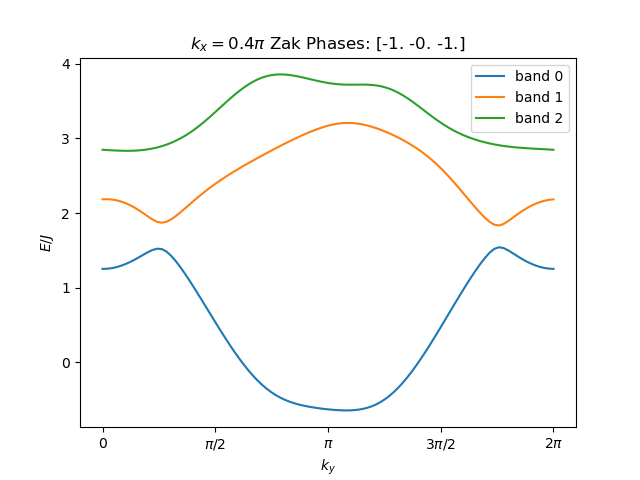 $k_x = 0.4\pi$ Zak Phases: [-1. -0. -1.]
band 0
band 1
band 2
4
3
2
1
0
E/J
0 π/2 π 3π/2 2π
$k_y$